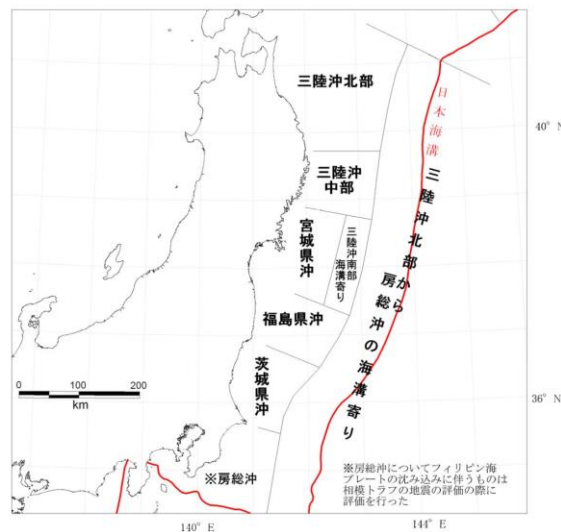 三陸沖北部
40° N
日本海溝
三陸沖
中部
三陸沖北部から
房総沖の海溝寄り
宮城県沖
三陸沖南部
海溝寄り
福島県沖
茨城県沖
0 50 100 200
km
36° N
※房総沖
※房総沖についてフィリピン海
プレートの沈み込みに伴うものは
相模トラフの地震の評価の際に
評価を行った
140° E
144° E